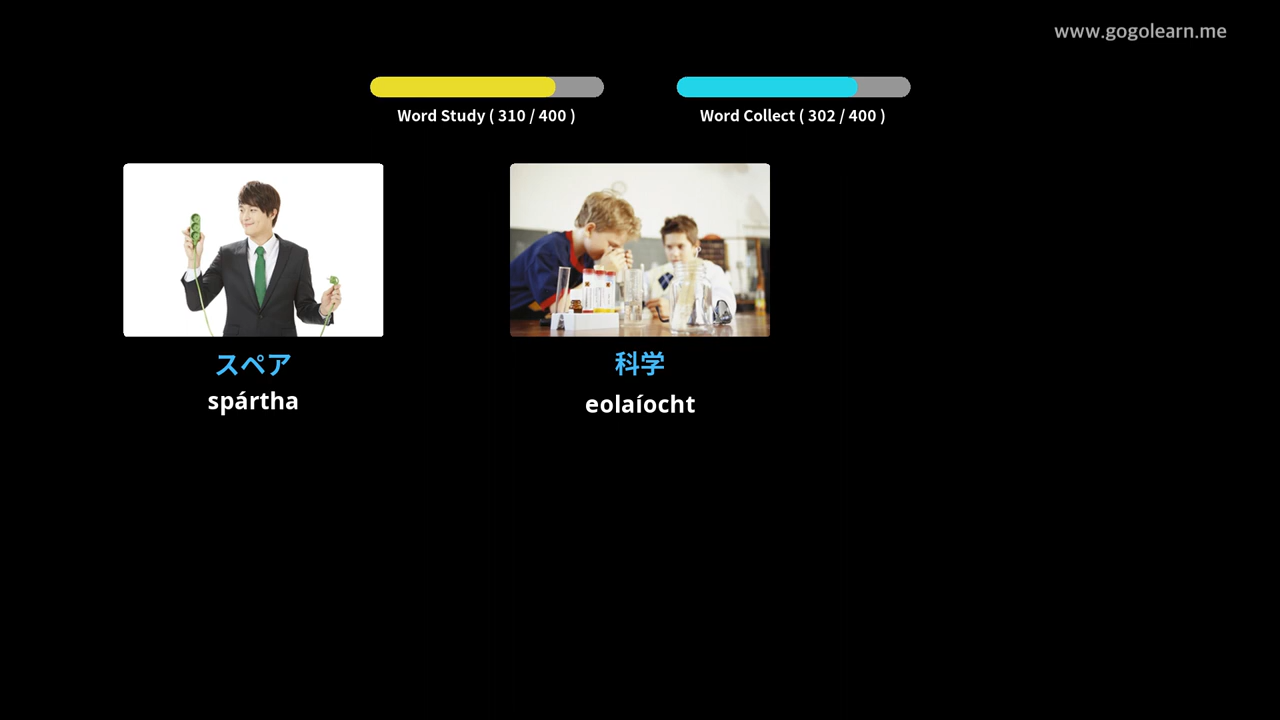 www.gogolearn.me
Word Study ( 310 / 400 )
Word Collect ( 302 / 400 )
スペア
spártha
科学
eolaíocht